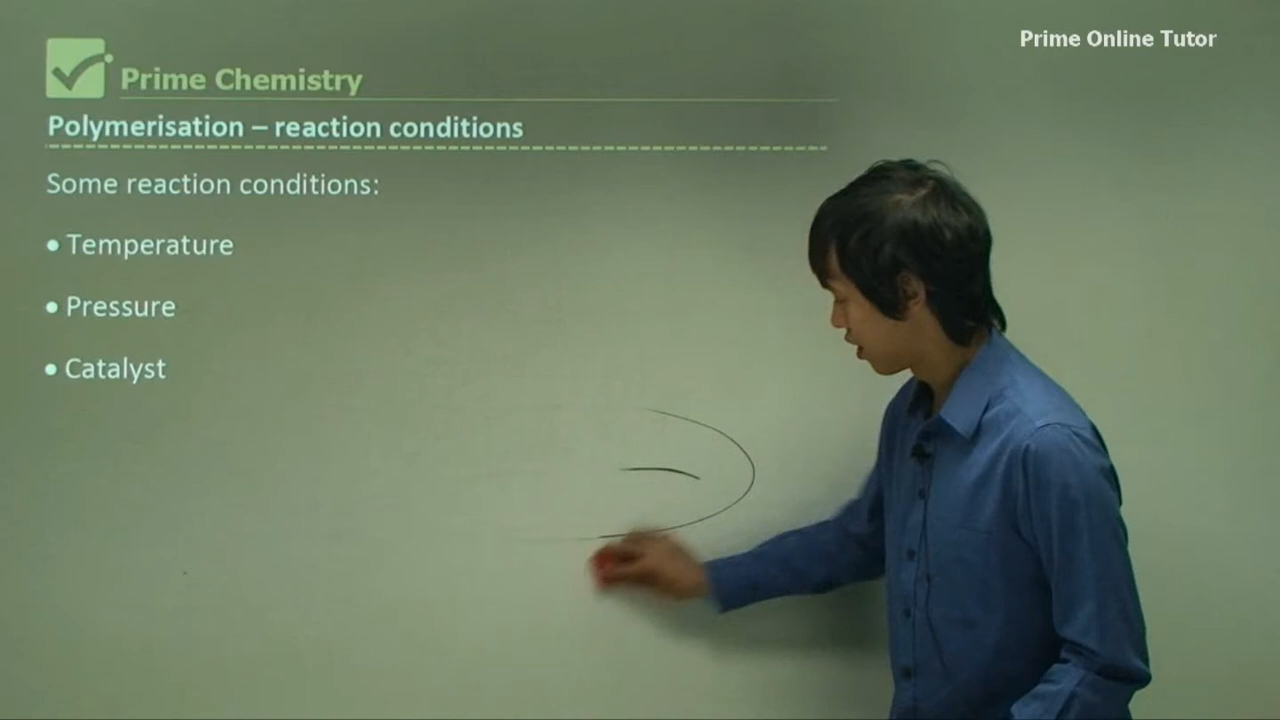 Prime Online Tutor
Prime Chemistry
Polymerisation – reaction conditions
Some reaction conditions:
• Temperature
• Pressure
• Catalyst